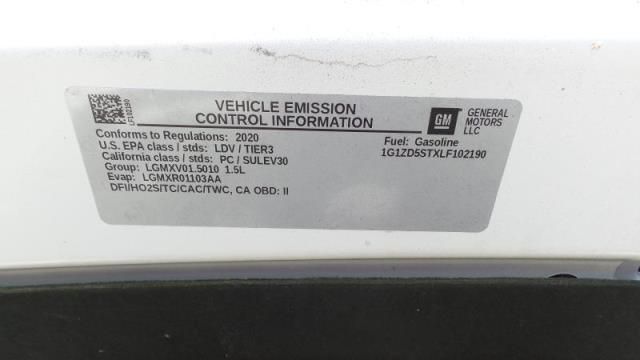 LF102190
VEHICLE EMISSION
CONTROL INFORMATION
Conforms to Regulations: 2020
U.S. EPA class / stds: LDV / TIER3
California class / stds: PC / SULEV30
Group: LGMXV01.5010 1.5L
Evap: LGMXR01103AA
DFI/HO2S/TC/CAC/TWC, CA OBD: II
GM
GENERAL
MOTORS
LLC
Fuel: Gasoline
1G1ZD5STXLF102190